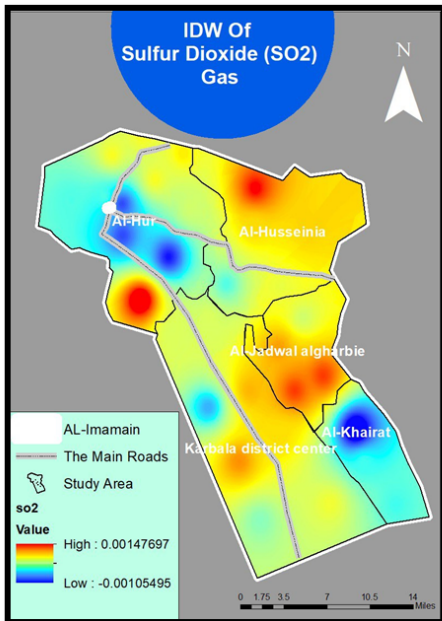 IDW Of
Sulfur Dioxide (SO2)
Gas
N
Al-Hur
Al-Husseinia
Al-Jadwal algharbie
Al-Khairat
Karbala district center
AL-Imamain
The Main Roads
Study Area
so2
Value
High : 0.00147697
Low : -0.00105495
0 1.75 3.5 7 10.5 14
Miles